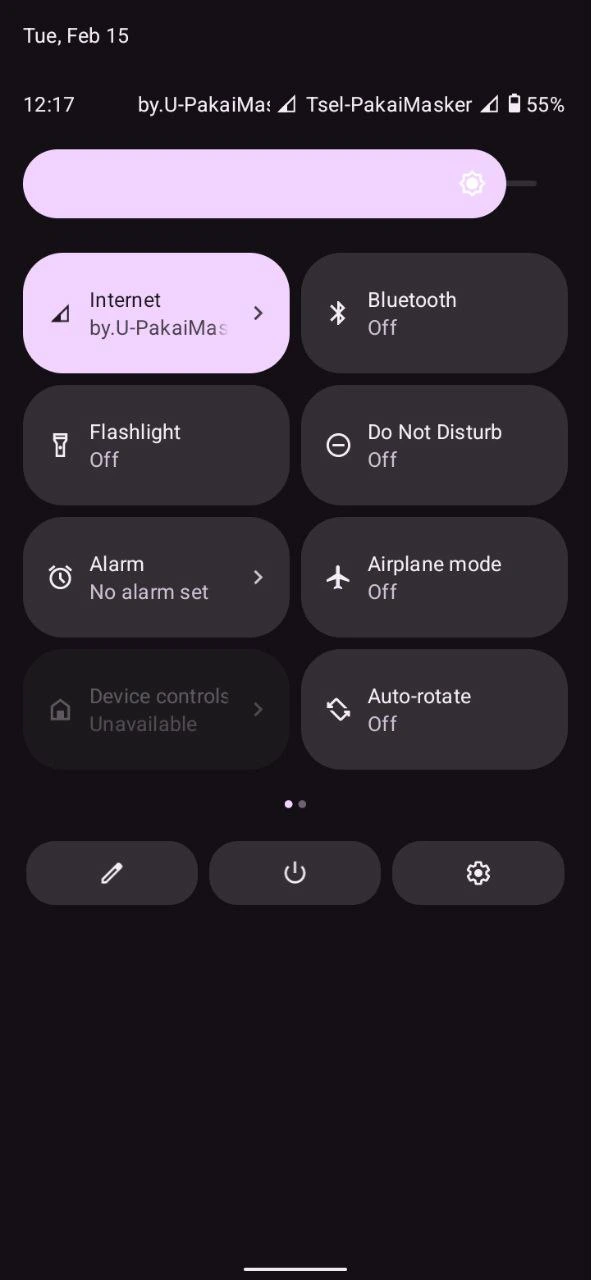 Tue, Feb 15
12:17 by.U-PakaiMas Tsel-PakaiMasker 55%
Internet
by.U-PakaiMas
Bluetooth
Off
Flashlight
Off
Do Not Disturb
Off
Alarm
No alarm set
Airplane mode
Off
Device controls
Unavailable
Auto-rotate
Off